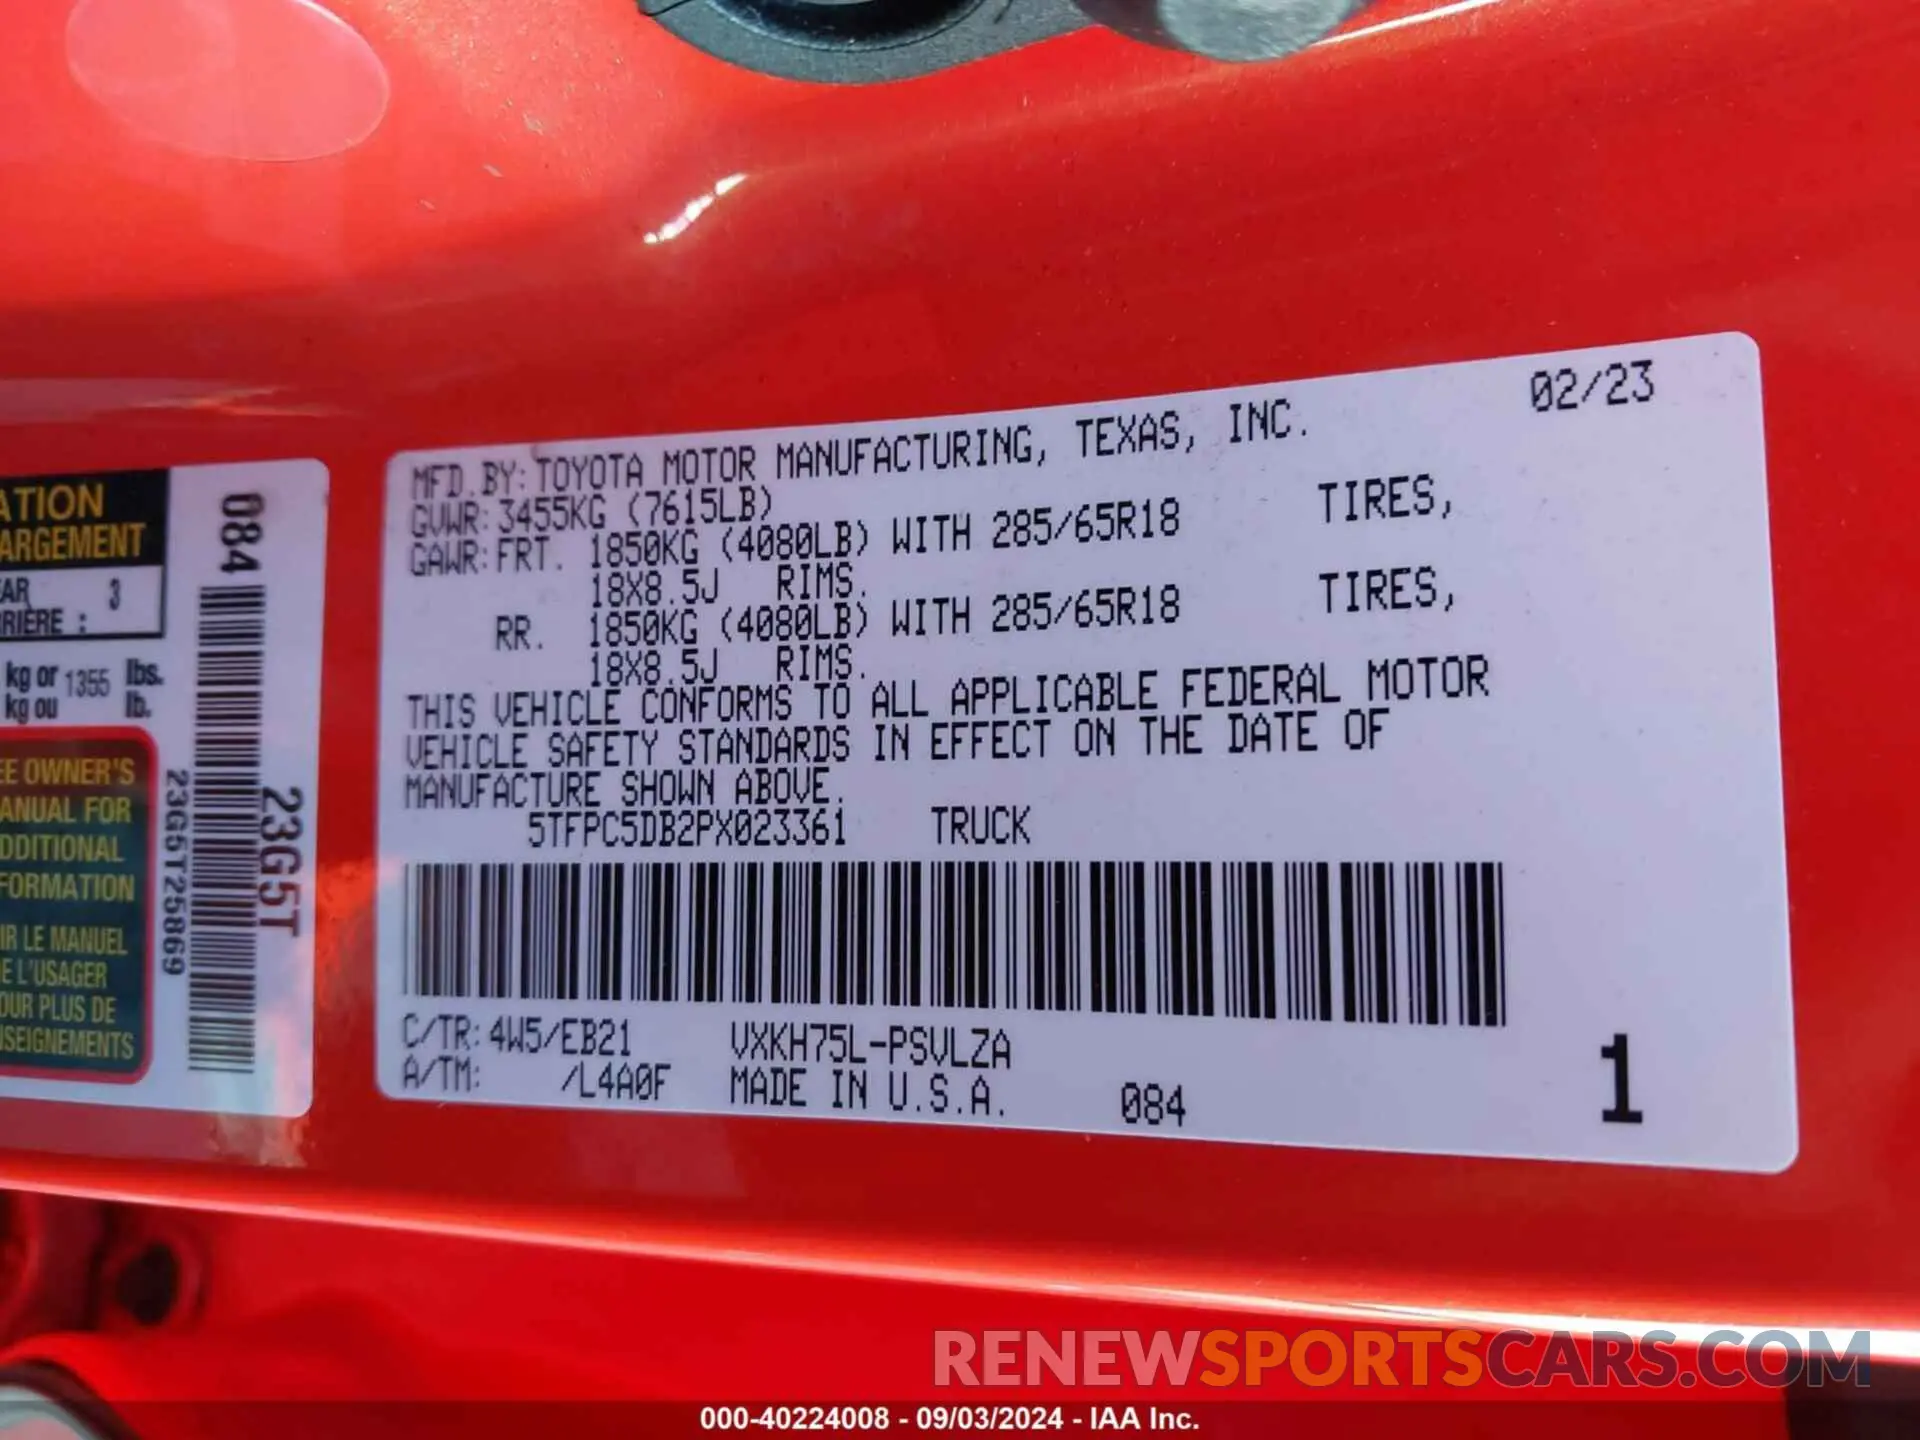 ATION
ARGEMENT
EAR 3
RRIERE :
kg or 1355 lbs.
kg ou lb.
EE OWNER'S
ANUAL FOR
DDITIONAL
FORMATION
IR LE MANUEL
E L'USAGER
OUR PLUS DE
NSEIGNEMENTS
084
23G5T25869
23G5T
02/23
MFD.BY:TOYOTA MOTOR MANUFACTURING, TEXAS, INC.
GVWR:3455KG (7615LB)
GAWR:FRT. 1850KG (4080LB) WITH 285/65R18 TIRES,
18X8.5J RIMS.
RR. 1850KG (4080LB) WITH 285/65R18 TIRES,
18X8.5J RIMS.
THIS VEHICLE CONFORMS TO ALL APPLICABLE FEDERAL MOTOR
VEHICLE SAFETY STANDARDS IN EFFECT ON THE DATE OF
MANUFACTURE SHOWN ABOVE.
5TFPC5DB2PX023361 TRUCK
C/TR:4W5/EB21 VXKH75L-PSVLZA
A/TM: /L4A0F MADE IN U.S.A. 084
1
RENEWSPORTSCARS.COM
000-40224008 - 09/03/2024 - IAA Inc.